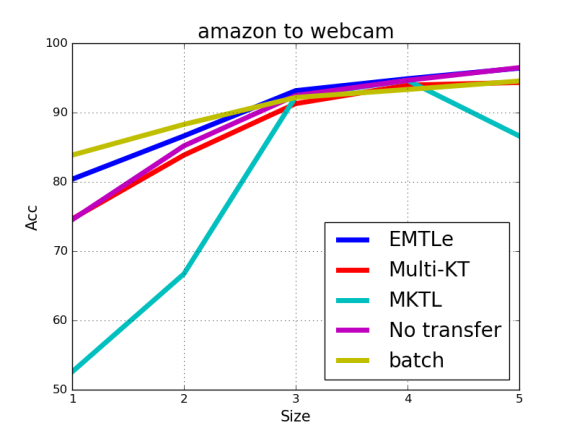 amazon to webcam
100
90
80
70
60
50
Acc
1 2 3 4 5
Size
EMTLe
Multi-KT
MKTL
No transfer
batch